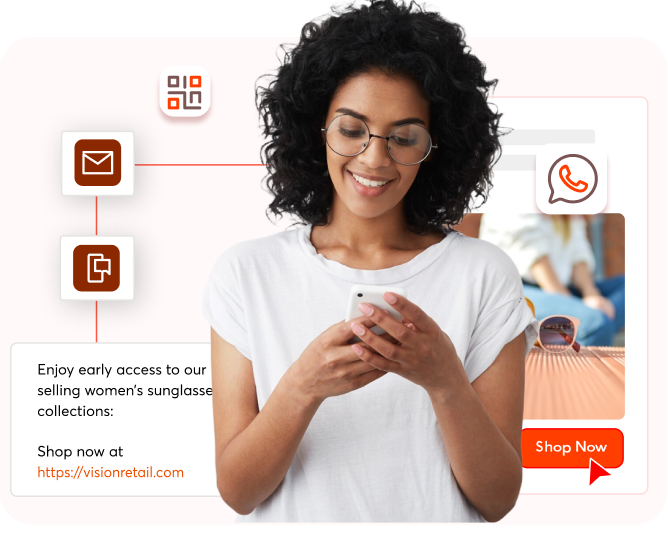 Enjoy early access to our
selling women's sunglasse
collections:
Shop now at
https://visionretail.com
Shop Now